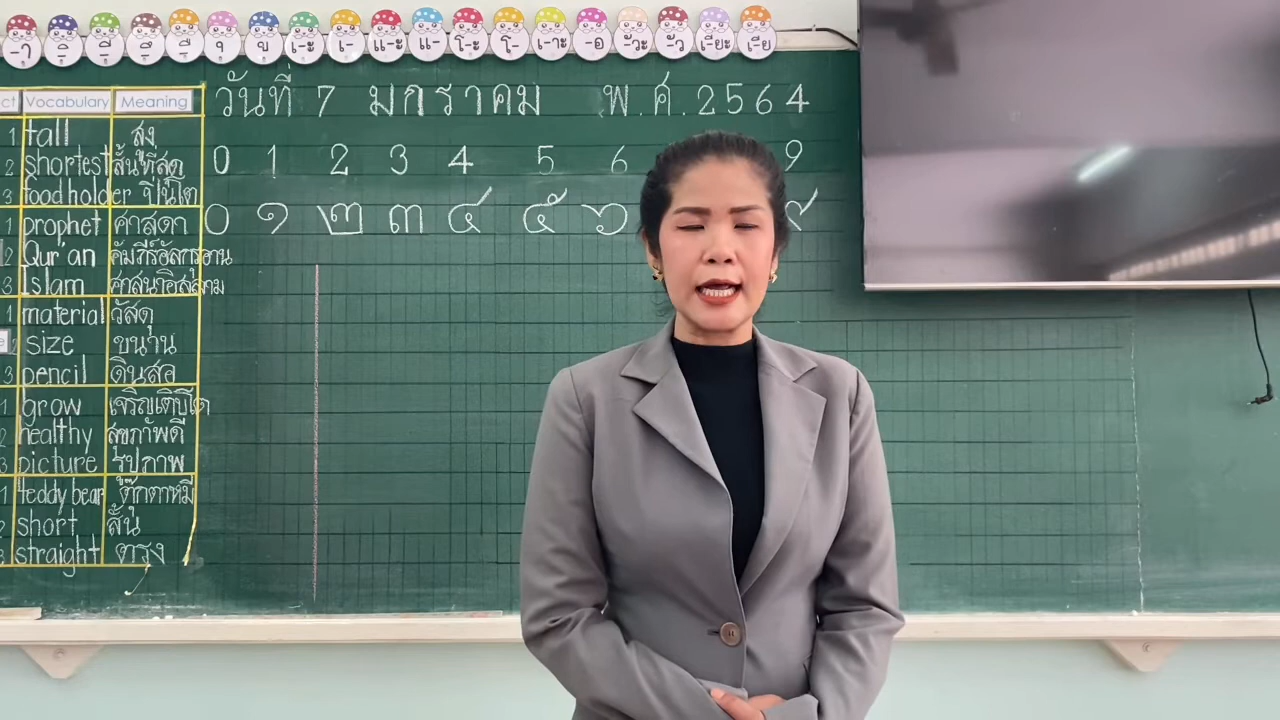 -ุ -ึ เ-ะ เ- แ-ะ แ- โ-ะ โ- เ-าะ -อ -ัวะ -ัว เ-ียะ เ-ีย
วันที่ 7 มกราคม พ.ศ.2564
Vocabulary Meaning
0 1 2 3 4 5 6 9
๐ ๑ ๒ ๓ ๔ ๕ ๖ ๙
1 tall สูง
2 shortest สั้นที่สุด
3 food holder ปิ่นโต
1 prophet ศาสดา
2 Qur'an คัมภีร์อัลกุรอาน
3 Islam ศาสนาอิสลาม
1 material วัสดุ
2 size ขนาด
3 pencil ดินสอ
1 grow เจริญเติบโต
2 healthy สุขภาพดี
3 picture รูปภาพ
1 teddy bear ตุ๊กตาหมี
2 short สั้น
3 straight ตรง